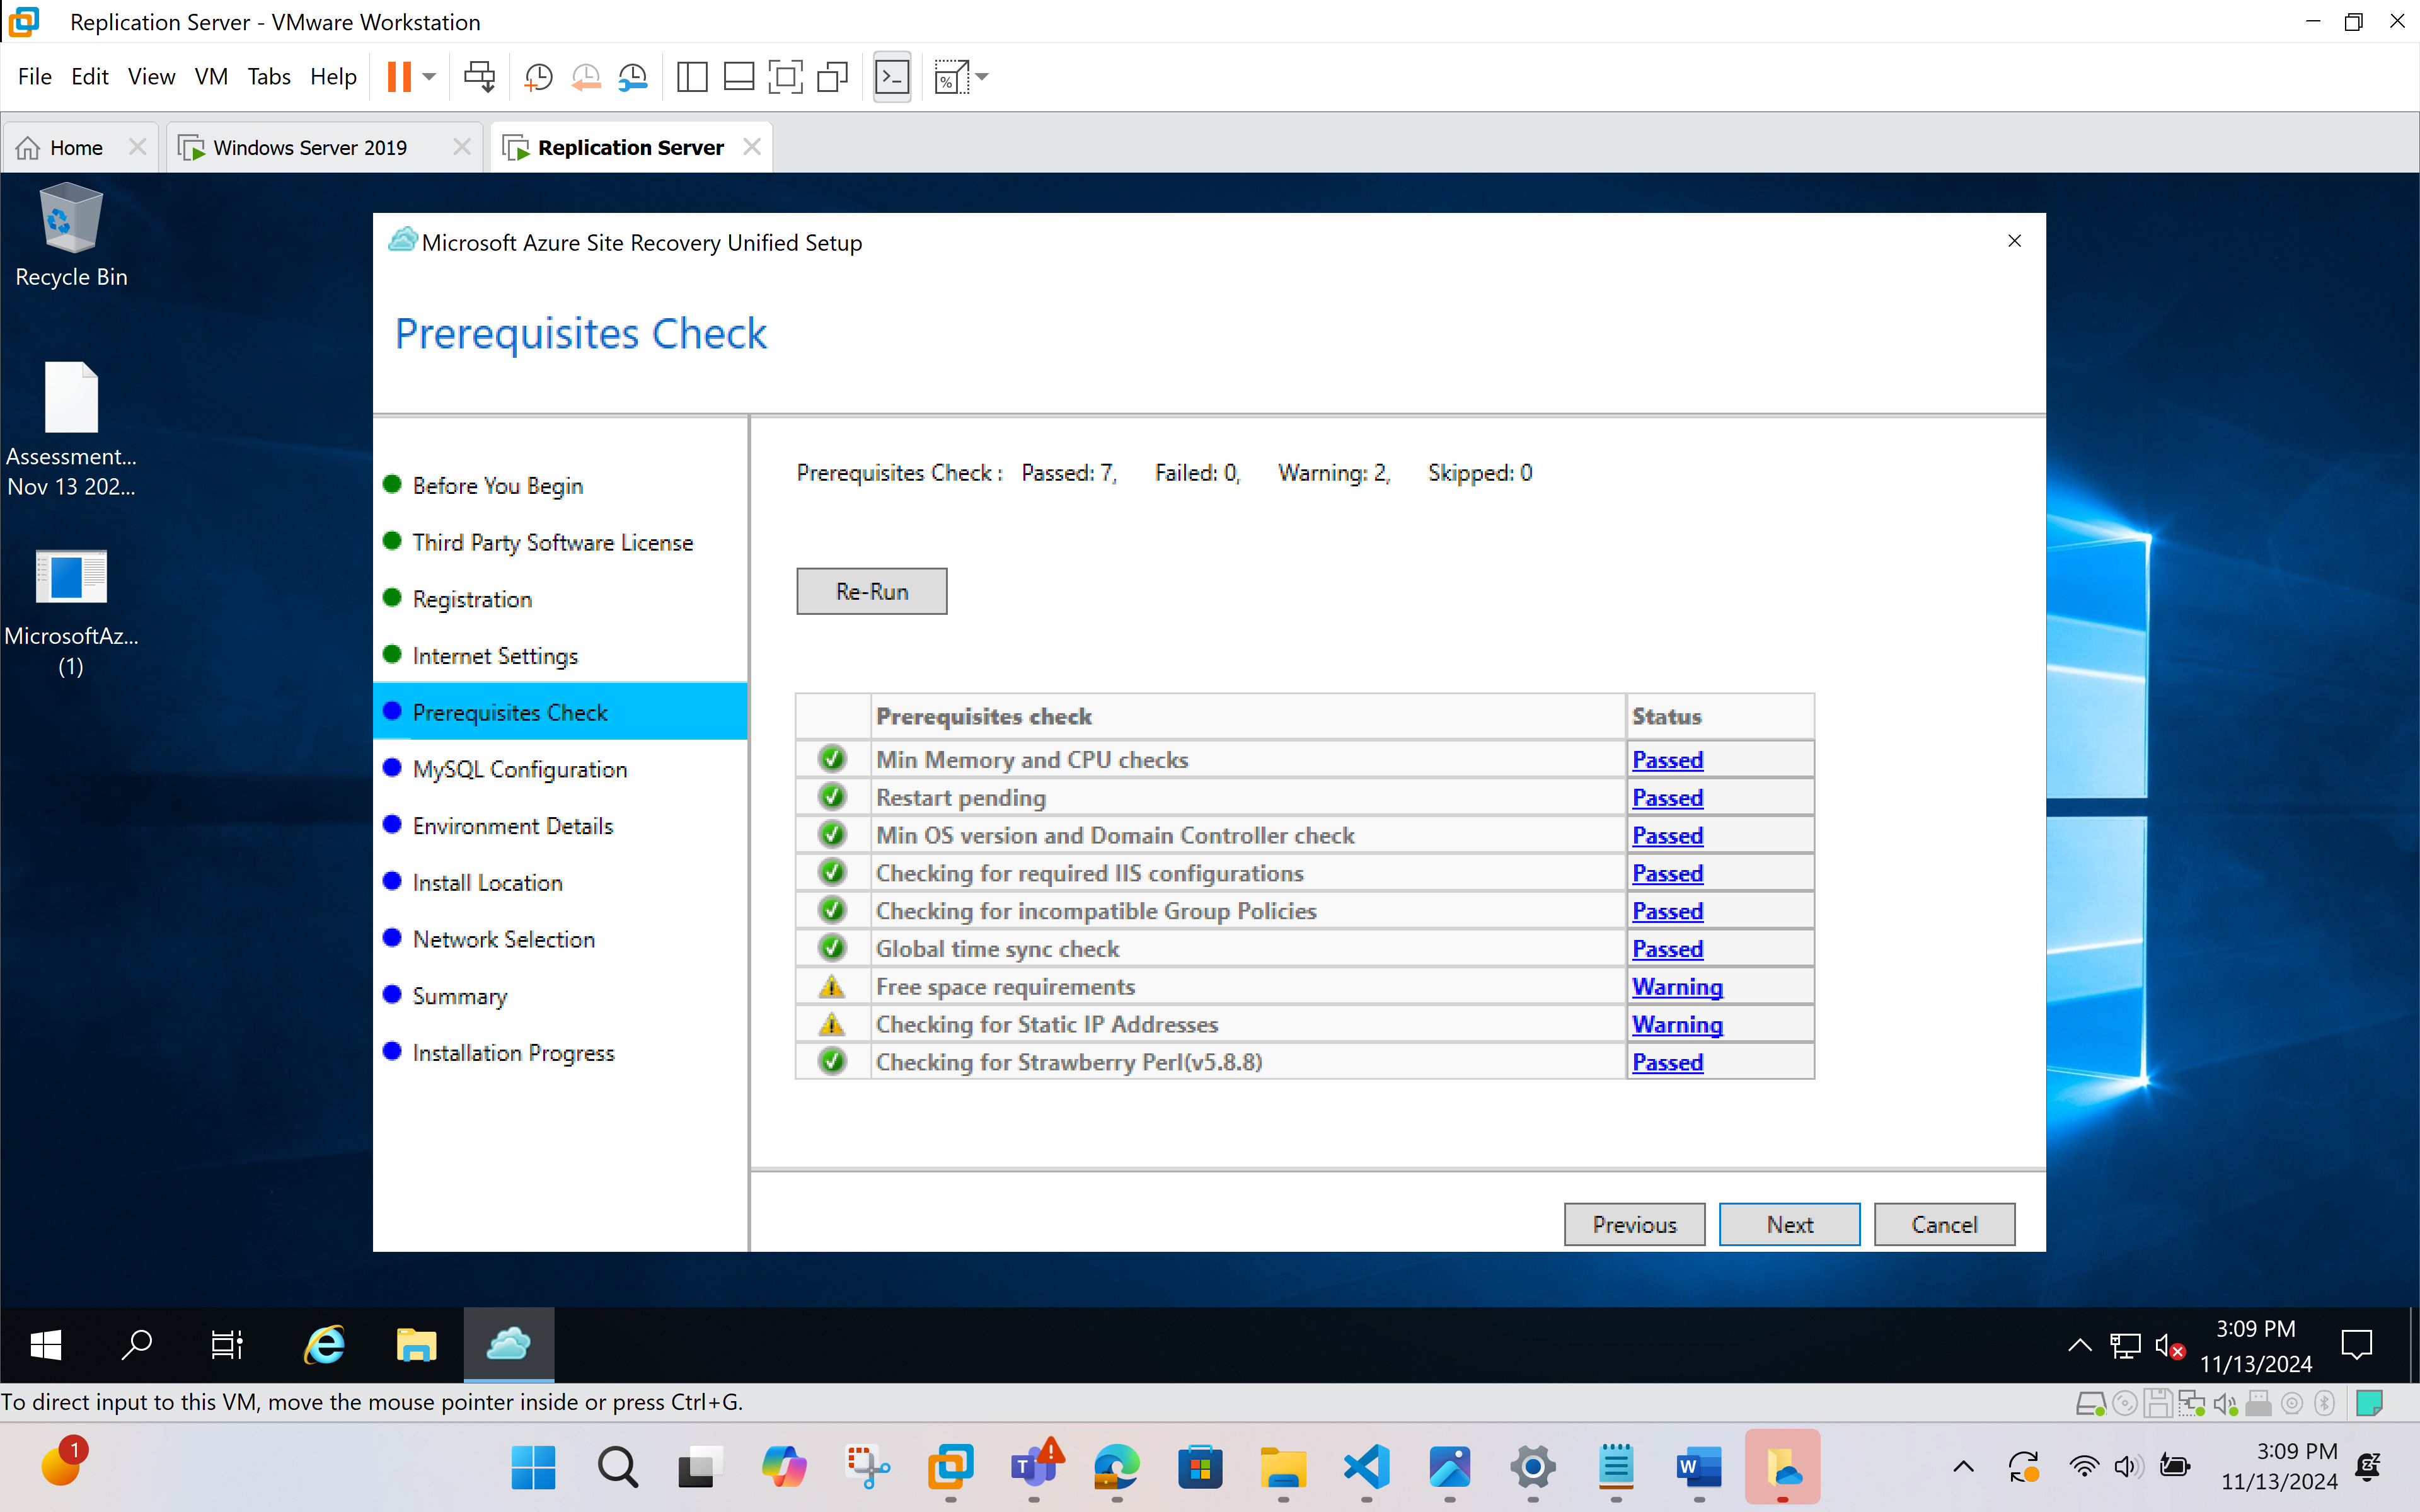 Replication Server - VMware Workstation
File Edit View VM Tabs Help
Home
Windows Server 2019
Replication Server
Recycle Bin
Assessment...
Nov 13 202...
MicrosoftAz...
(1)
Microsoft Azure Site Recovery Unified Setup
Prerequisites Check
Before You Begin
Third Party Software License
Registration
Internet Settings
Prerequisites Check
MySQL Configuration
Environment Details
Install Location
Network Selection
Summary
Installation Progress
Prerequisites Check : Passed: 7, Failed: 0, Warning: 2, Skipped: 0
Re-Run
Prerequisites check Status
Min Memory and CPU checks Passed
Restart pending Passed
Min OS version and Domain Controller check Passed
Checking for required IIS configurations Passed
Checking for incompatible Group Policies Passed
Global time sync check Passed
Free space requirements Warning
Checking for Static IP Addresses Warning
Checking for Strawberry Perl(v5.8.8) Passed
Previous Next Cancel
3:09 PM
11/13/2024
To direct input to this VM, move the mouse pointer inside or press Ctrl+G.
1
3:09 PM
11/13/2024